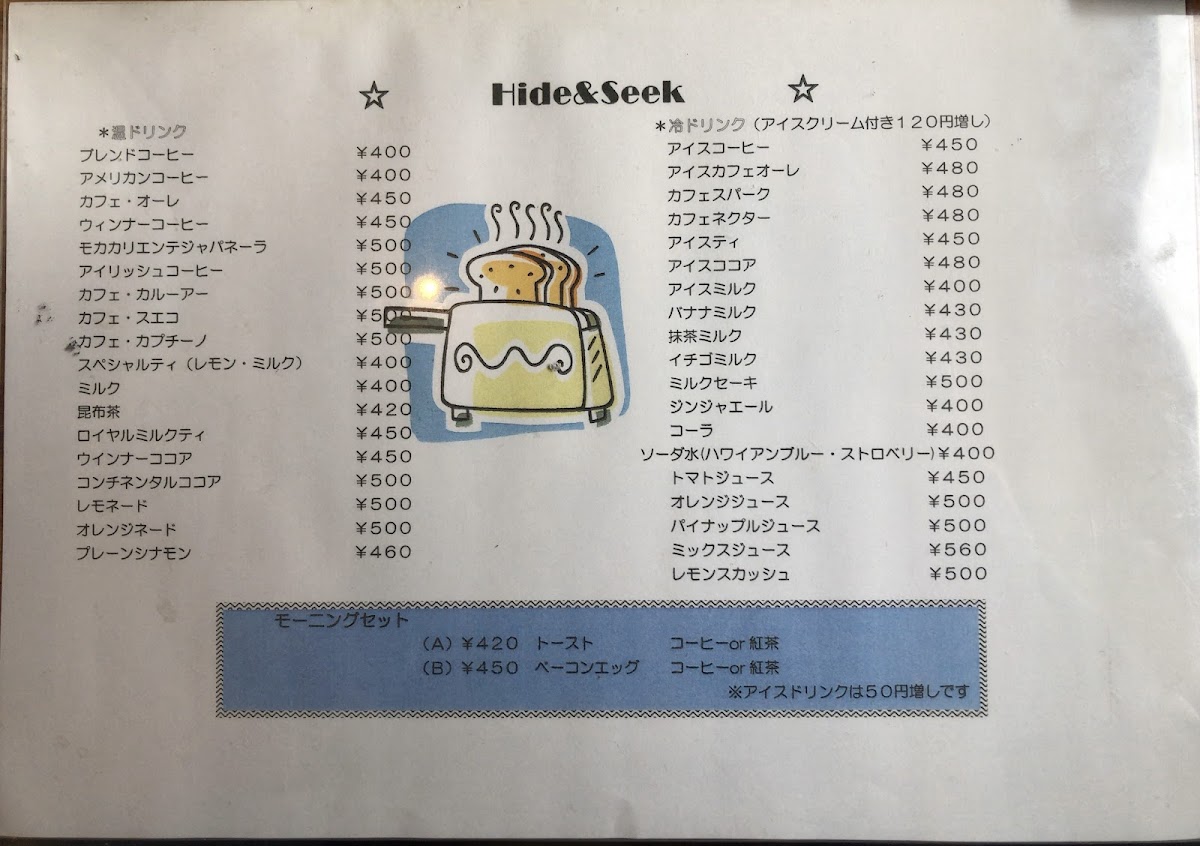 ☆ Hide&Seek ☆
＊温ドリンク
ブレンドコーヒー ￥400
アメリカンコーヒー ￥400
カフェ・オーレ ￥450
ウィンナーコーヒー ￥450
モカカリエンテジャパネーラ ￥500
アイリッシュコーヒー ￥500
カフェ・カルーアー ￥500
カフェ・スエコ ￥500
カフェ・カプチーノ ￥500
スペシャルティ（レモン・ミルク） ￥400
ミルク ￥400
昆布茶 ￥420
ロイヤルミルクティ ￥450
ウインナーココア ￥450
コンチネンタルココア ￥500
レモネード ￥500
オレンジネード ￥500
プレーンシナモン ￥460
＊冷ドリンク（アイスクリーム付き１２０円増し）
アイスコーヒー ￥450
アイスカフェオーレ ￥480
カフェスパーク ￥480
カフェネクター ￥480
アイスティ ￥450
アイスココア ￥480
アイスミルク ￥400
バナナミルク ￥430
抹茶ミルク ￥430
イチゴミルク ￥430
ミルクセーキ ￥500
ジンジャエール ￥400
コーラ ￥400
ソーダ水(ハワイアンブルー・ストロベリー)￥400
トマトジュース ￥450
オレンジジュース ￥500
パイナップルジュース ￥500
ミックスジュース ￥560
レモンスカッシュ ￥500
モーニングセット
（A）￥420 トースト コーヒーor 紅茶
（B）￥450 ベーコンエッグ コーヒーor 紅茶
※アイスドリンクは５０円増しです